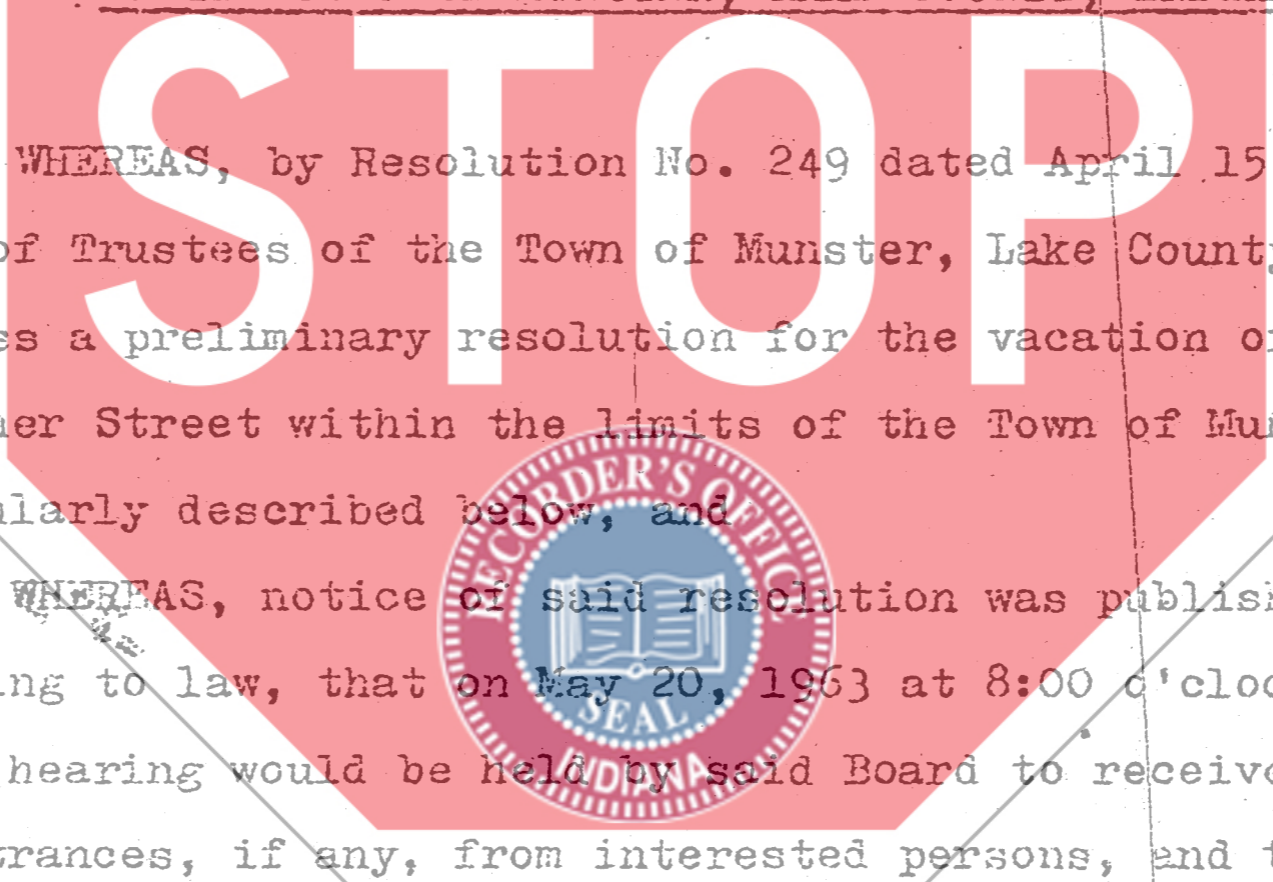 STOP
WHEREAS, by Resolution No. 249 dated April 15
of Trustees of the Town of Munster, Lake County
a preliminary resolution for the vacation of
Street within the limits of the Town of
described below, and
RECORDER'S OFFICE
WHEREAS, notice of said resolution was
to law, that on May 20, 1963 at 8:00
SEAL
hearing would be held by said Board to receive
INDIANA
if any, from interested persons, and